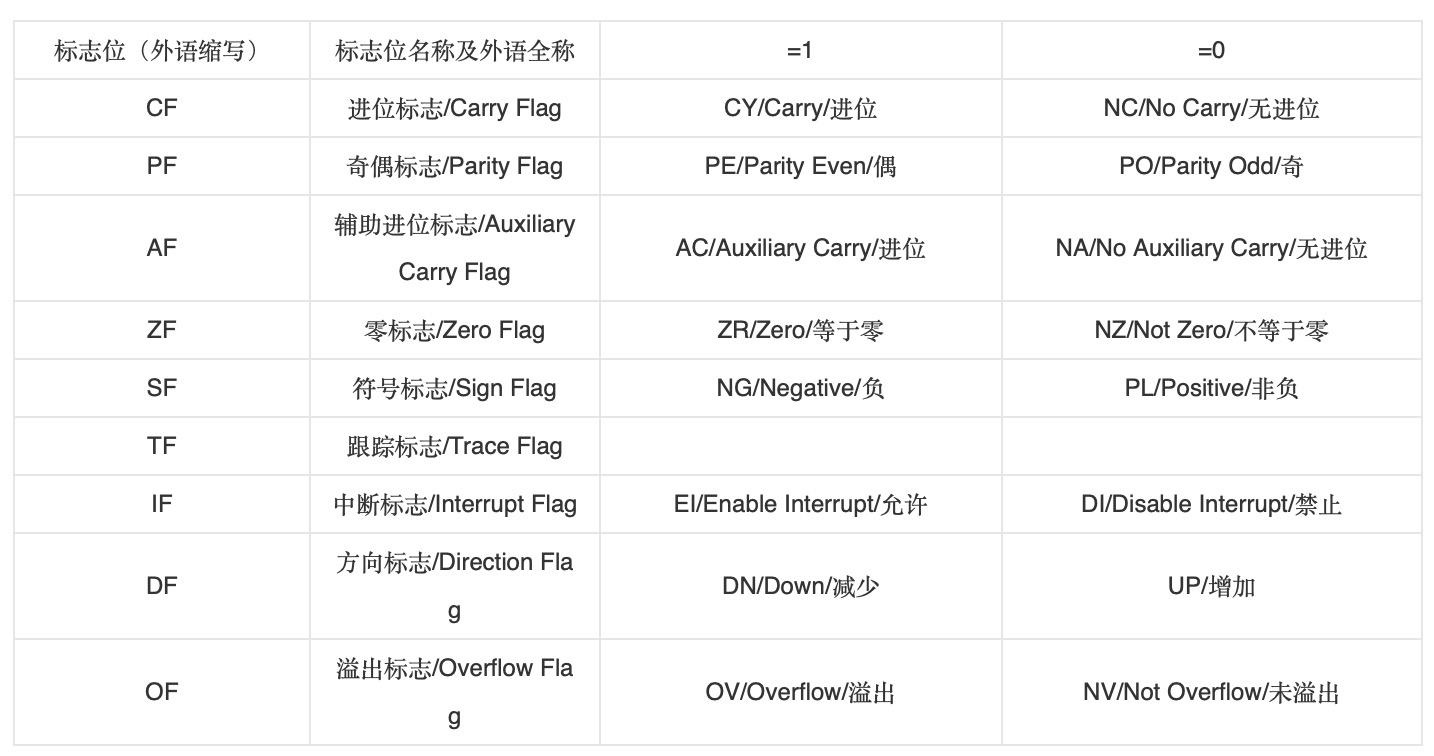 标志位（外语缩写） 标志位名称及外语全称 =1 =0
CF 进位标志/Carry Flag CY/Carry/进位 NC/No Carry/无进位
PF 奇偶标志/Parity Flag PE/Parity Even/偶 PO/Parity Odd/奇
AF 辅助进位标志/Auxiliary
Carry Flag AC/Auxiliary Carry/进位 NA/No Auxiliary Carry/无进位
ZF 零标志/Zero Flag ZR/Zero/等于零 NZ/Not Zero/不等于零
SF 符号标志/Sign Flag NG/Negative/负 PL/Positive/非负
TF 跟踪标志/Trace Flag
IF 中断标志/Interrupt Flag EI/Enable Interrupt/允许 DI/Disable Interrupt/禁止
DF 方向标志/Direction Fla
g DN/Down/减少 UP/增加
OF 溢出标志/Overflow Fla
g OV/Overflow/溢出 NV/Not Overflow/未溢出